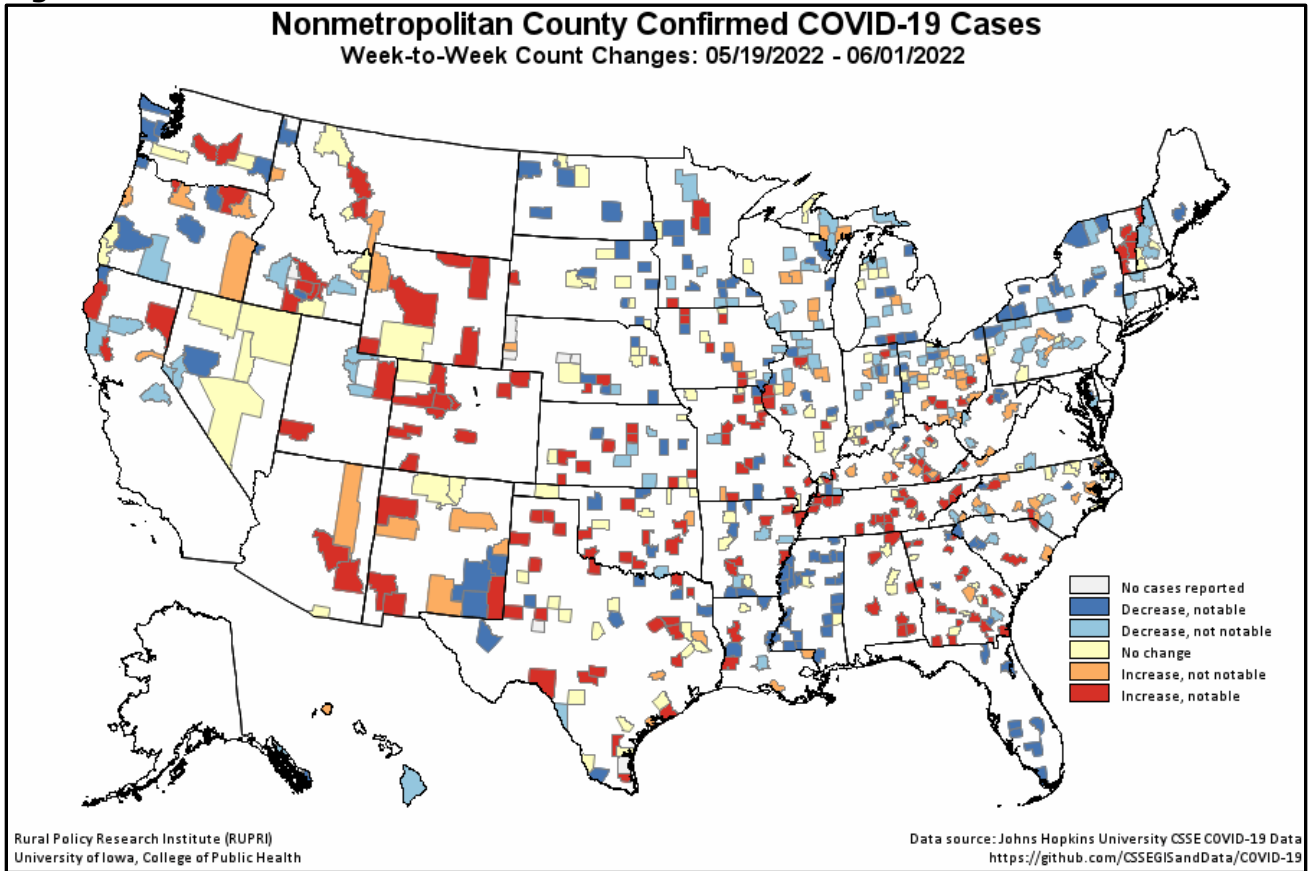 Nonmetropolitan County Confirmed COVID-19 Cases
Week-to-Week Count Changes: 05/19/2022 - 06/01/2022
No cases reported
Decrease, notable
Decrease, not notable
No change
Increase, not notable
Increase, notable
Rural Policy Research Institute (RUPRI)
University of Iowa, College of Public Health
Data source: Johns Hopkins University CSSE COVID-19 Data
https://github.com/CSSEGISandData/COVID-19